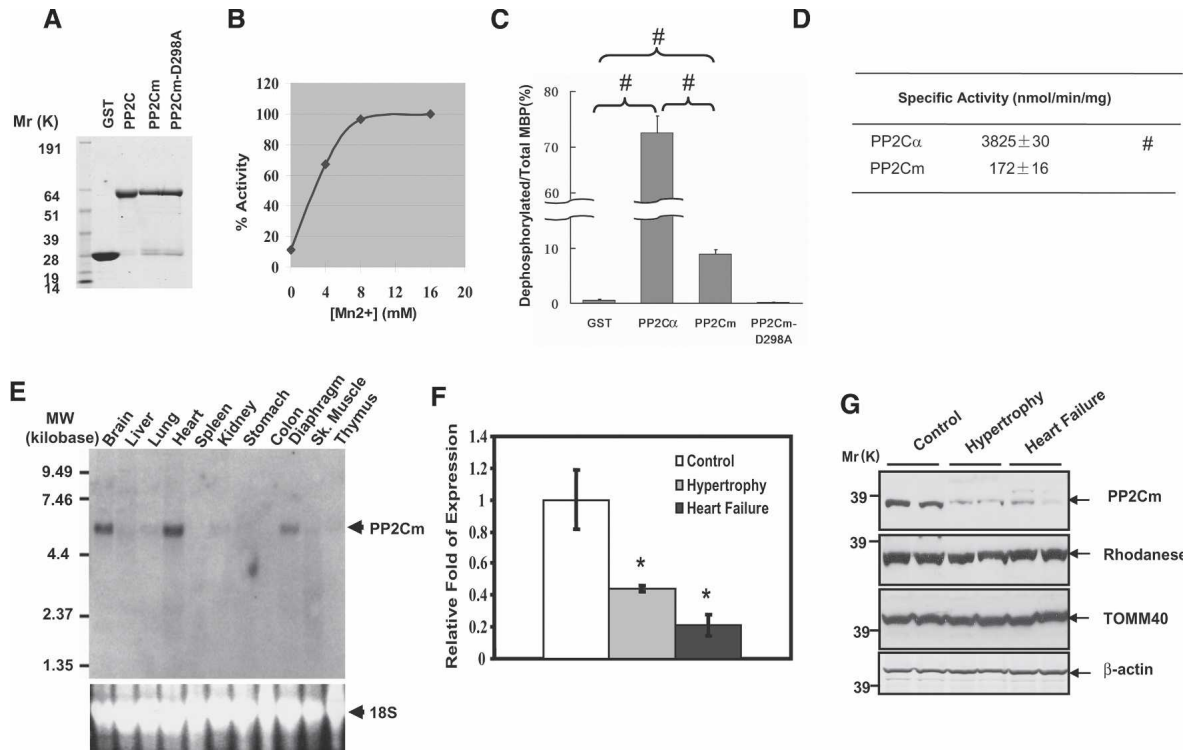 A
Mr (K)
GST
PP2C
PP2Cm
PP2Cm-D298A
191
64
51
39
28
19
14
B
% Activity
120
100
80
60
40
20
0
0 4 8 12 16 20
[Mn2+] (mM)
C
#
# #
Dephosphorylated/Total MBP(%)
80
70
60
10
0
GST PP2Cα PP2Cm PP2Cm-
D298A
D
Specific Activity (nmol/min/mg)
PP2Cα 3825±30 #
PP2Cm 172±16
E
MW
(kilobase)
Brain
Liver
Lung
Heart
Spleen
Kidney
Stomach
Colon
Diaphragm
Sk. Muscle
Thymus
9.49
7.46
4.4
2.37
1.35
PP2Cm
18S
F
Relative Fold of Expression
1.4
1.2
1
0.8
0.6
0.4
0.2
0
Control
Hypertrophy
Heart Failure
*
*
G
Control
Hypertrophy
Heart Failure
Mr (K)
39
PP2Cm
39
Rhodanese
39
TOMM40
39
β-actin